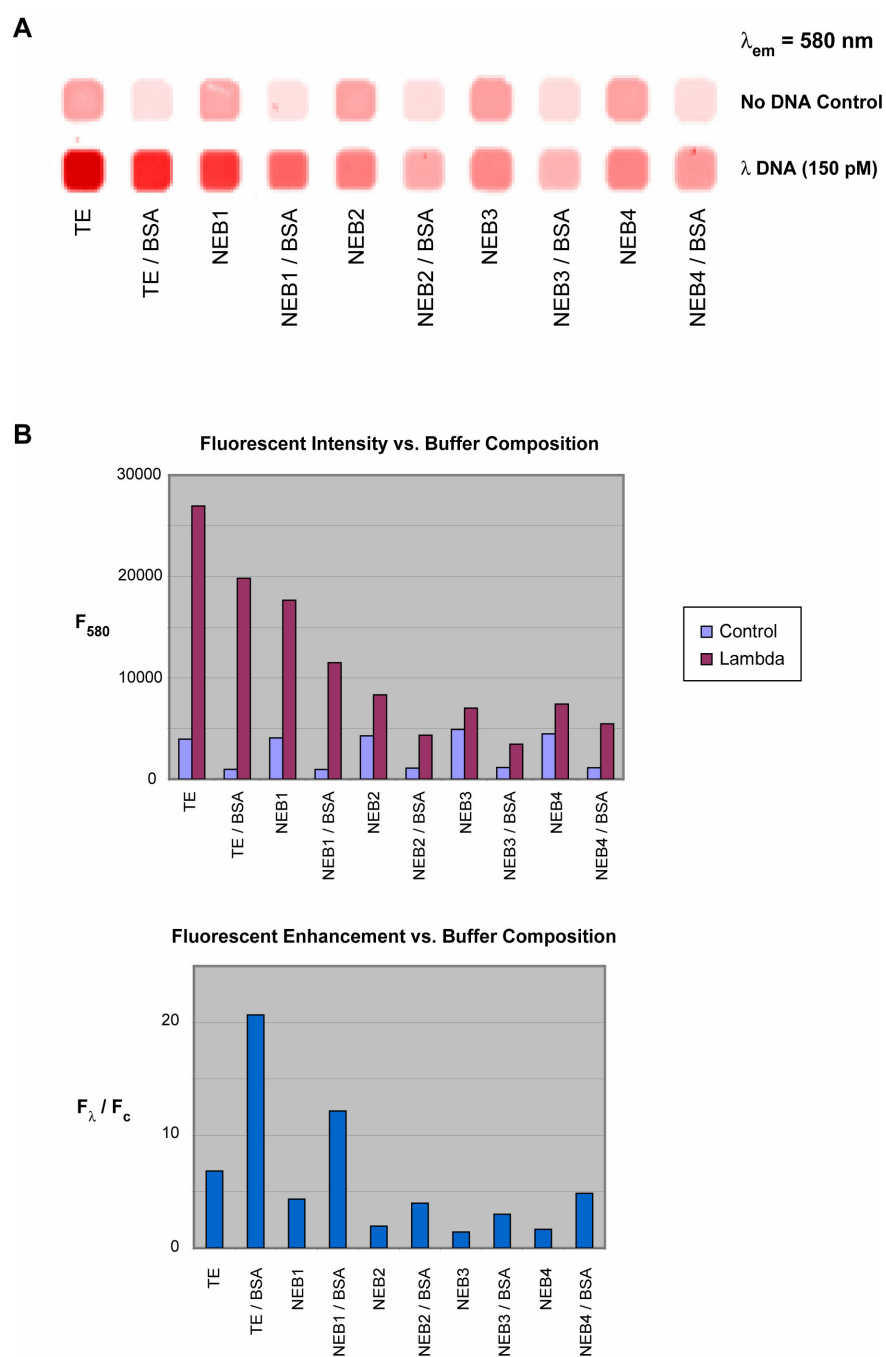 A
λem = 580 nm
No DNA Control
λ DNA (150 pM)
TE
TE / BSA
NEB1
NEB1 / BSA
NEB2
NEB2 / BSA
NEB3
NEB3 / BSA
NEB4
NEB4 / BSA
B
Fluorescent Intensity vs. Buffer Composition
30000
20000
10000
0
F580
Control
Lambda
TE
TE / BSA
NEB1
NEB1 / BSA
NEB2
NEB2 / BSA
NEB3
NEB3 / BSA
NEB4
NEB4 / BSA
Fluorescent Enhancement vs. Buffer Composition
20
10
0
Fλ / Fc
TE
TE / BSA
NEB1
NEB1 / BSA
NEB2
NEB2 / BSA
NEB3
NEB3 / BSA
NEB4
NEB4 / BSA